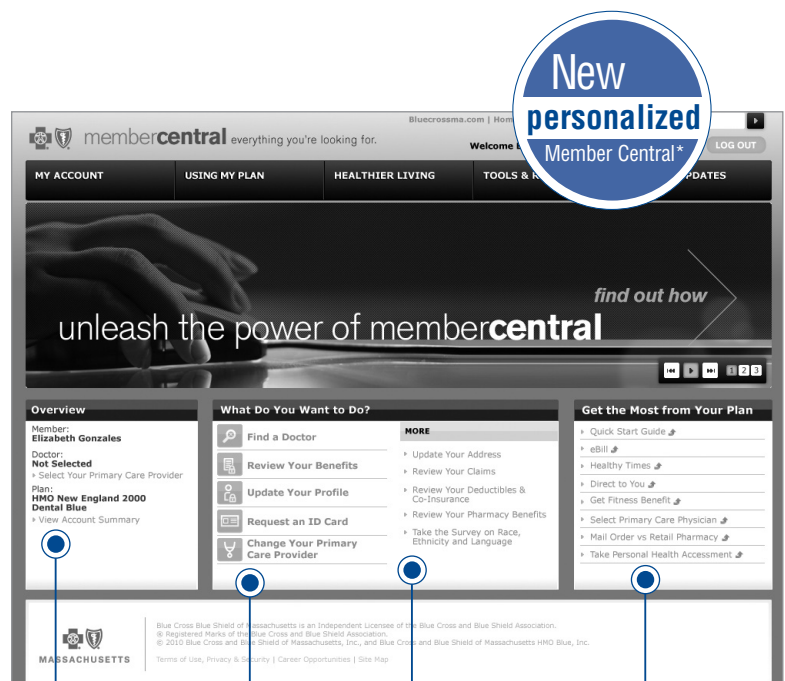 New
personalized
Member Central*
Bluecrossma.com | Hom
membercentral everything you're looking for.
Welcome
LOG OUT
MY ACCOUNT
USING MY PLAN
HEALTHIER LIVING
TOOLS &
PDATES
find out how
unleash the power of membercentral
1 2 3
Overview
Member:
Elizabeth Gonzales
Doctor:
Not Selected
Select Your Primary Care Provider
Plan:
HMO New England 2000
Dental Blue
View Account Summary
What Do You Want to Do?
Find a Doctor
Review Your Benefits
Update Your Profile
Request an ID Card
Change Your Primary
Care Provider
MORE
Update Your Address
Review Your Claims
Review Your Deductibles &
Co-Insurance
Review Your Pharmacy Benefits
Take the Survey on Race,
Ethnicity and Language
Get the Most from Your Plan
Quick Start Guide
eBill
Healthy Times
Direct to You
Get Fitness Benefit
Select Primary Care Physician
Mail Order vs Retail Pharmacy
Take Personal Health Assessment
MASSACHUSETTS
Blue Cross Blue Shield of Massachusetts is an Independent Licensee of the Blue Cross and Blue Shield Association.
® Registered Marks of the Blue Cross and Blue Shield Association.
© 2010 Blue Cross and Blue Shield of Massachusetts, Inc., and Blue Cross and Blue Shield of Massachusetts HMO Blue, Inc.
Terms of Use, Privacy & Security | Career Opportunities | Site Map